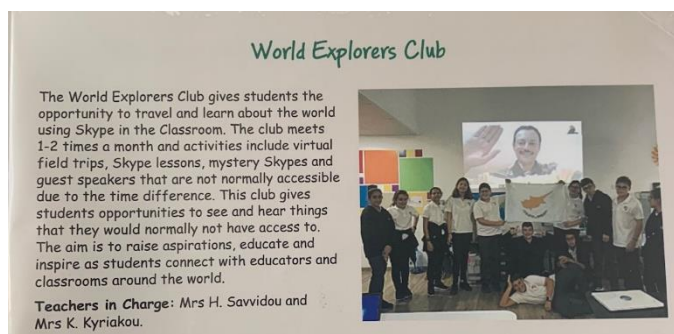 World Explorers Club
The World Explorers Club gives students the
opportunity to travel and learn about the world
using Skype in the Classroom. The club meets
1-2 times a month and activities include virtual
field trips, Skype lessons, mystery Skypes and
guest speakers that are not normally accessible
due to the time difference. This club gives
students opportunities to see and hear things
that they would normally not have access to.
The aim is to raise aspirations, educate and
inspire as students connect with educators and
classrooms around the world.
Teachers in Charge: Mrs H. Savvidou and
Mrs K. Kyriakou.